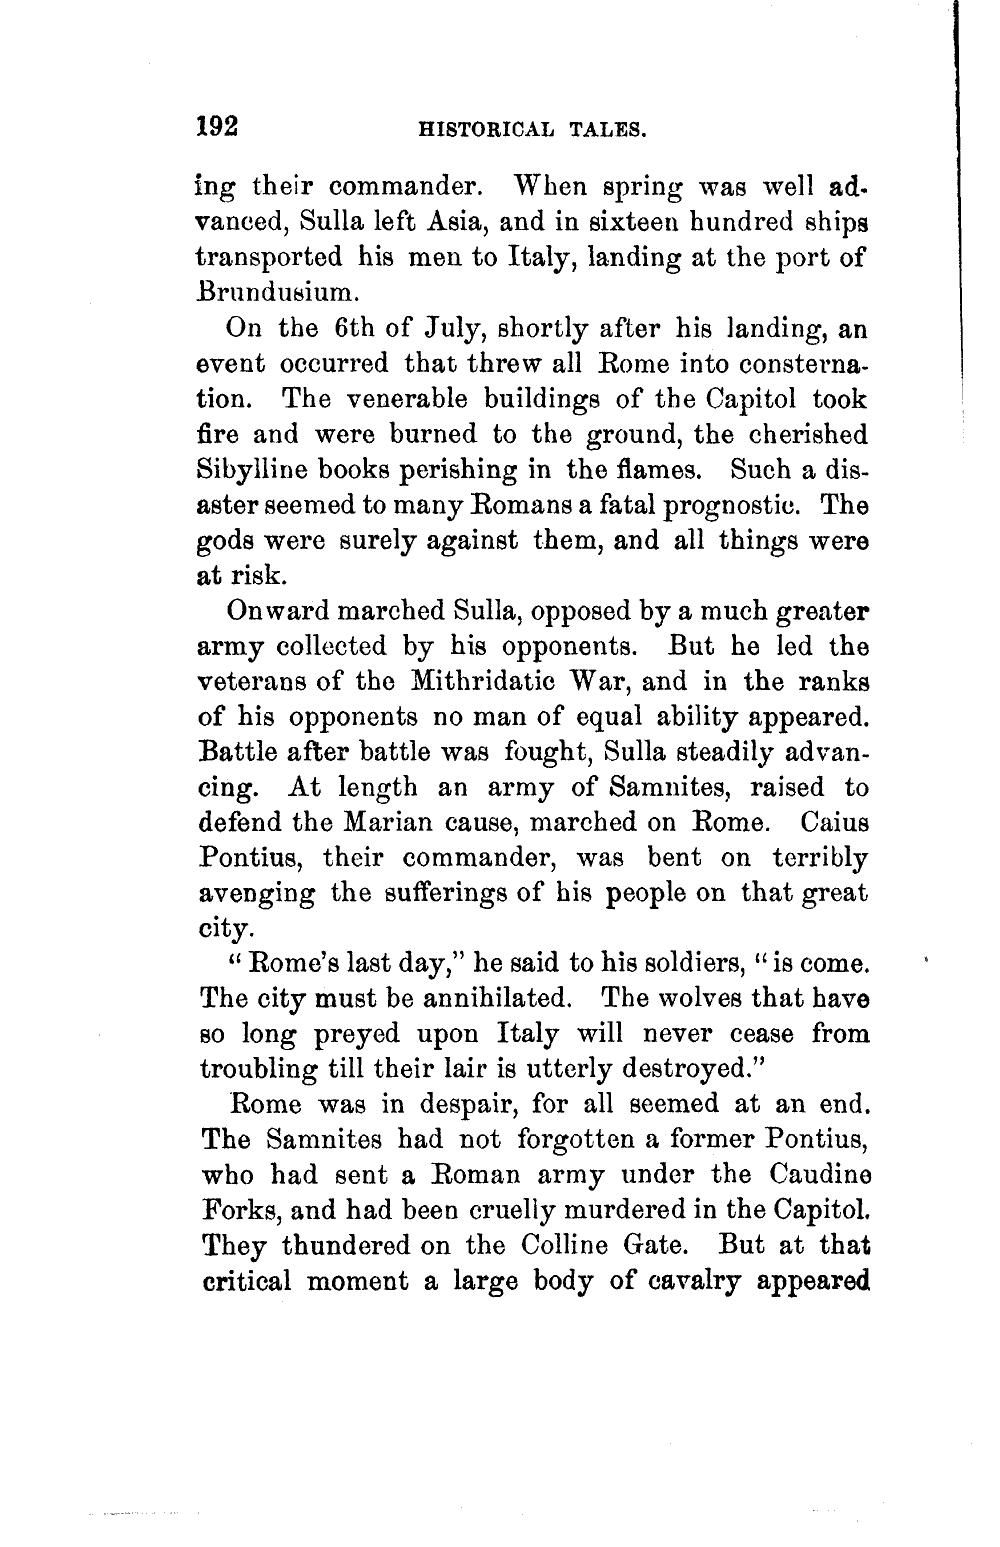 192 HISTORICAL TALES.
ing their commander. When spring was well ad-
vanced, Sulla left Asia, and in sixteen hundred ships
transported his men to Italy, landing at the port of
Brundusium.
On the 6th of July, shortly after his landing, an
event occurred that threw all Rome into consterna-
tion. The venerable buildings of the Capitol took
fire and were burned to the ground, the cherished
Sibylline books perishing in the flames. Such a dis-
aster seemed to many Romans a fatal prognostic. The
gods were surely against them, and all things were
at risk.
Onward marched Sulla, opposed by a much greater
army collected by his opponents. But he led the
veterans of the Mithridatic War, and in the ranks
of his opponents no man of equal ability appeared.
Battle after battle was fought, Sulla steadily advan-
cing. At length an army of Samnites, raised to
defend the Marian cause, marched on Rome. Caius
Pontius, their commander, was bent on terribly
avenging the sufferings of his people on that great
city.
“Rome’s last day,” he said to his soldiers, “is come.
The city must be annihilated. The wolves that have
so long preyed upon Italy will never cease from
troubling till their lair is utterly destroyed.”
Rome was in despair, for all seemed at an end.
The Samnites had not forgotten a former Pontius,
who had sent a Roman army under the Caudine
Forks, and had been cruelly murdered in the Capitol.
They thundered on the Colline Gate. But at that
critical moment a large body of cavalry appeared